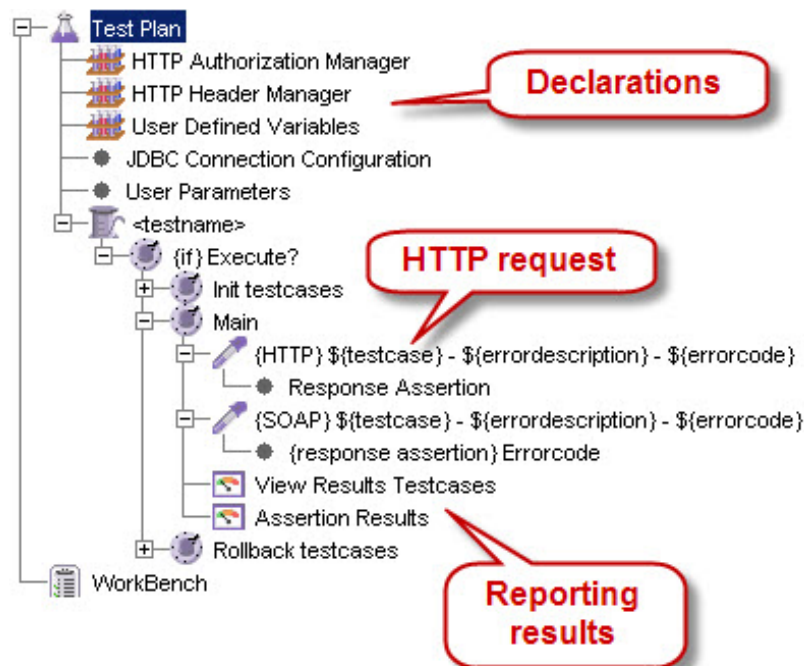 Test Plan
HTTP Authorization Manager
HTTP Header Manager
User Defined Variables
JDBC Connection Configuration
User Parameters
<testname>
{if} Execute?
Init testcases
Main
{HTTP} ${testcase} - ${errordescription} - ${errorcode}
Response Assertion
{SOAP} ${testcase} - ${errordescription} - ${errorcode}
{response assertion} Errorcode
View Results Testcases
Assertion Results
Rollback testcases
WorkBench
Declarations
HTTP request
Reporting
results